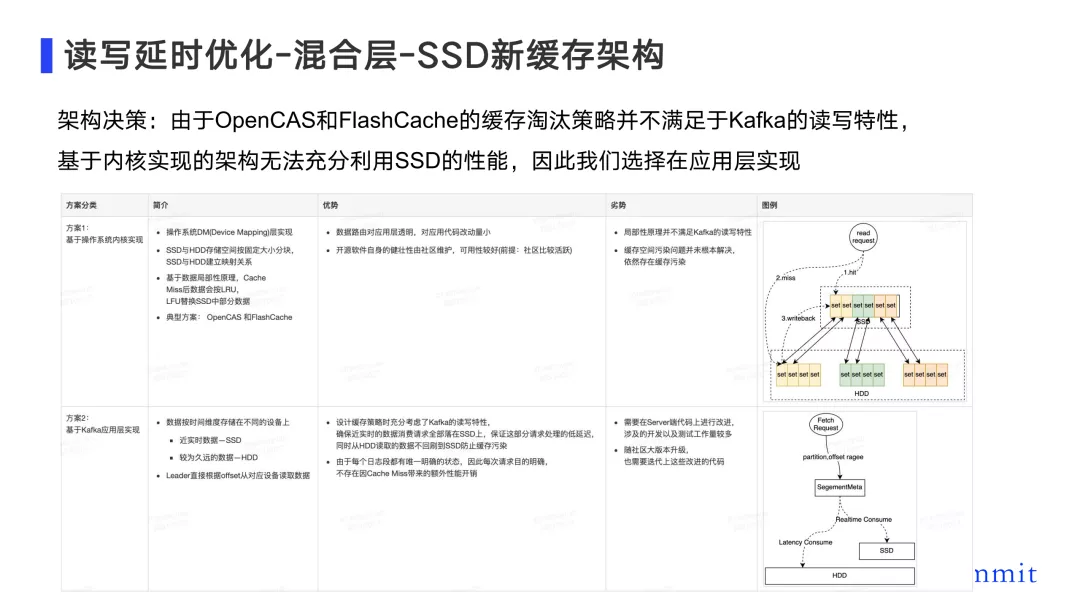 读写延时优化-混合层-SSD新缓存架构
架构决策：由于OpenCAS和FlashCache的缓存淘汰策略并不满足于Kafka的读写特性，
基于内核实现的架构无法充分利用SSD的性能，因此我们选择在应用层实现
方案分类 简介 优势 劣势 图例
方案1：
基于操作系统内核实现
操作系统DM(Device Mapping)层实现
SSD与HDD存储空间按固定大小分块，
SSD与HDD建立映射关系
基于数据局部性原理，Cache
Miss后数据会按LRU，
LFU替换SSD中部分数据
典型方案： OpenCAS 和FlashCache
数据路由对应用层透明，对应用代码改动量小
开源软件自身的健壮性由社区维护，可用性较好(前提：社区比较活跃)
局部性原理并不满足Kafka的读写特性
缓存空间污染问题并未根本解决，
依然存在缓存污染
read
request
1.hit
2.miss
set set set set set set
3.writeback
SSD
set set set set
set set set set
set set set set
HDD
方案2：
基于Kafka应用层实现
数据按时间维度存储在不同的设备上
近实时数据—SSD
较为久远的数据—HDD
Leader直接根据offset从对应设备读取数据
设计缓存策略时充分考虑了Kafka的读写特性，
确保近实时的数据消费请求全部落在SSD上，保证这部分请求处理的低延迟，
同时从HDD读取的数据不回刷到SSD防止缓存污染
由于每个日志段都有唯一明确的状态，因此每次请求目的明确，
不存在因Cache Miss带来的额外性能开销
需要在Server端代码上进行改进，
涉及的开发以及测试工作量较多
随社区大版本升级，
也需要迭代上这些改进的代码
Fetch
Request
partition,offset ragee
SegementMeta
Realtime Consume
Latency Consume
SSD
HDD
mmit